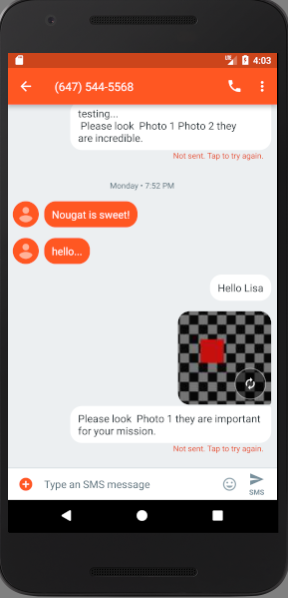 4:03
(647) 544-5568
testing...
Please look Photo 1 Photo 2 they
are incredible.
Not sent. Tap to try again.
Monday • 7:52 PM
Nougat is sweet!
hello...
Hello Lisa
Please look Photo 1 they are important
for your mission.
Not sent. Tap to try again.
Type an SMS message
SMS